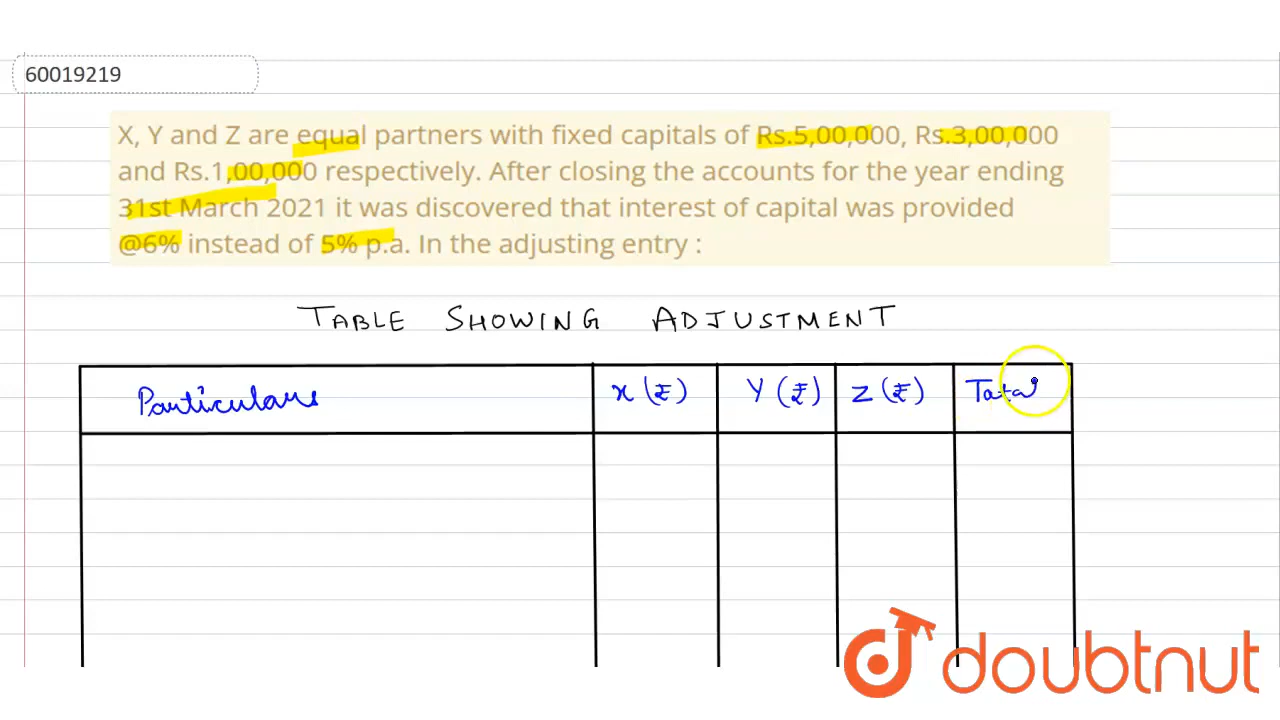 60019219
X, Y and Z are equal partners with fixed capitals of Rs.5,00,000, Rs.3,00,000
and Rs.1,00,000 respectively. After closing the accounts for the year ending
31st March 2021 it was discovered that interest of capital was provided
@6% instead of 5% p.a. In the adjusting entry :
TABLE SHOWING ADJUSTMENT
Particulars x (₹) Y (₹) Z (₹) Total
doubtnut